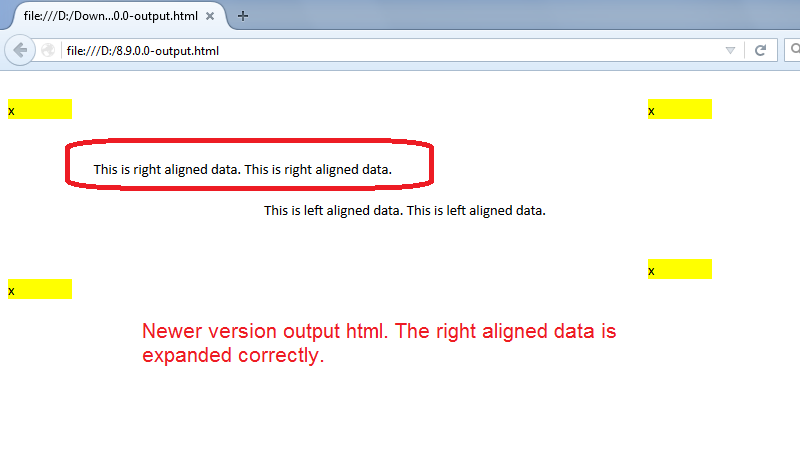 file:///D:/Down...0.0-output.html
file:///D:/8.9.0.0-output.html
x x
This is right aligned data. This is right aligned data.
This is left aligned data. This is left aligned data.
x
x
Newer version output html. The right aligned data is
expanded correctly.